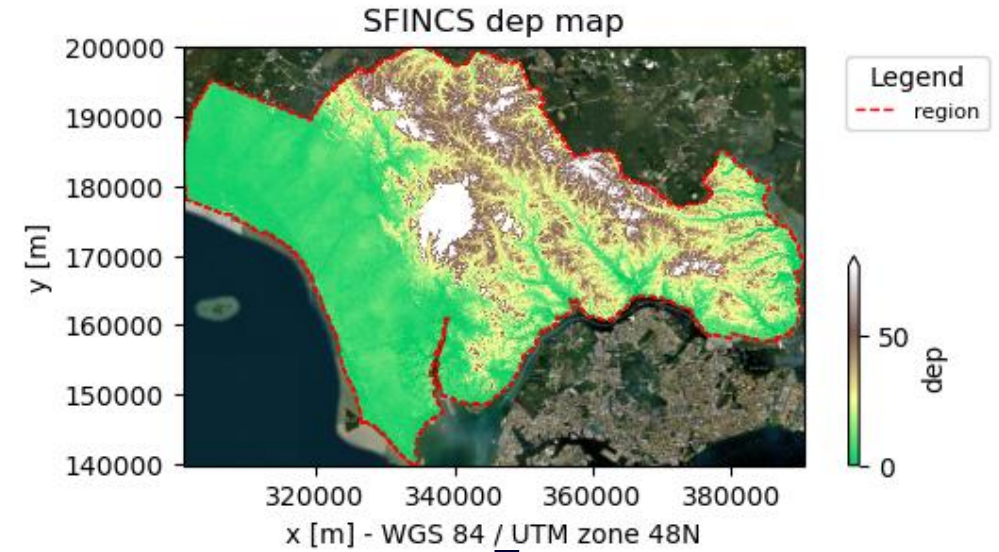 SFINCS dep map
200000
190000
180000
170000
160000
150000
140000
y [m]
320000
340000
360000
380000
x [m] - WGS 84 / UTM zone 48N
Legend
region
50
0
dep